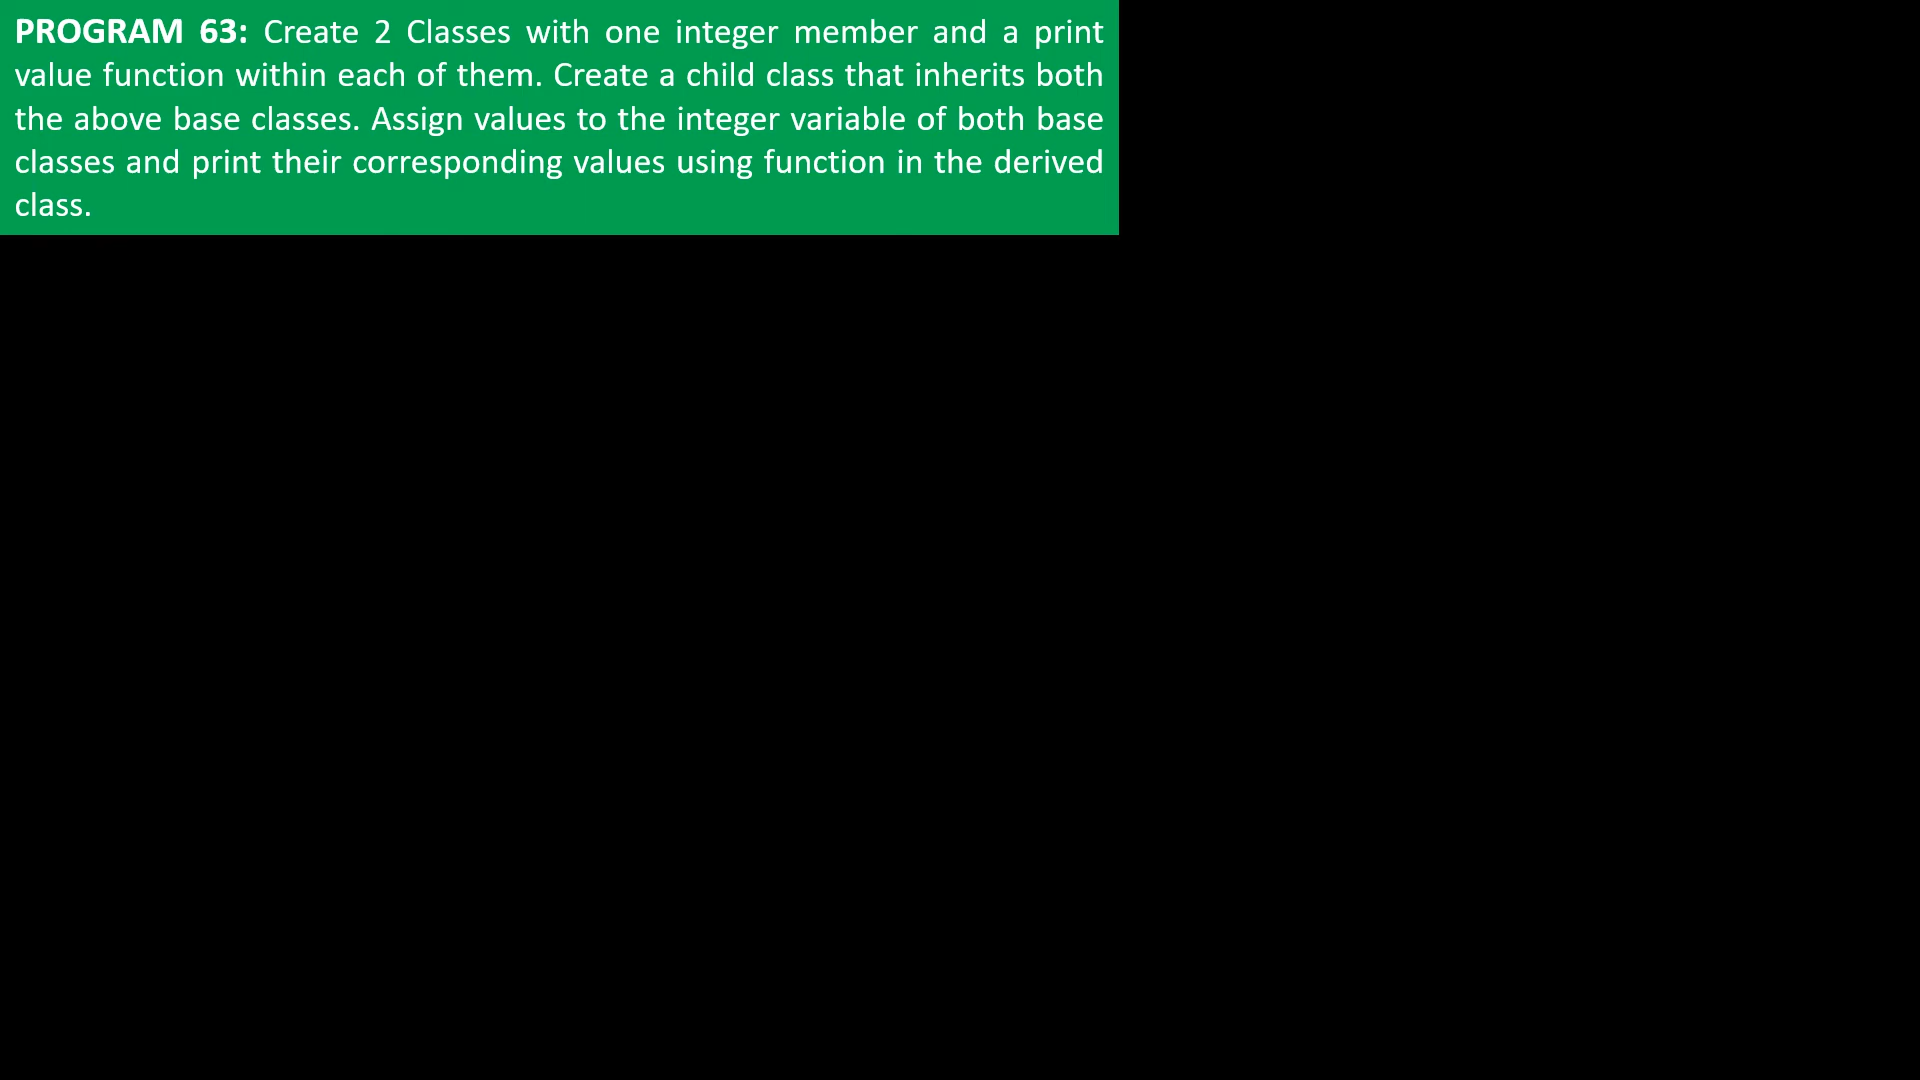 PROGRAM 63: Create 2 Classes with one integer member and a print
value function within each of them. Create a child class that inherits both
the above base classes. Assign values to the integer variable of both base
classes and print their corresponding values using function in the derived
class.